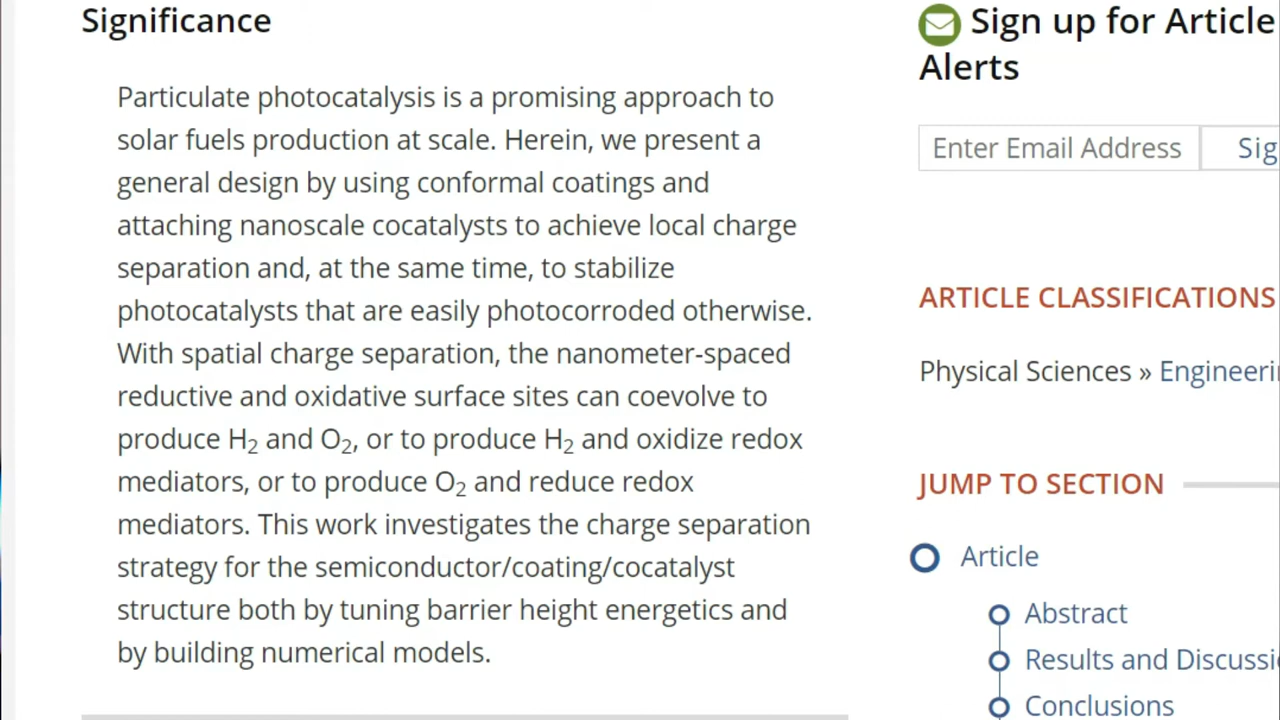 Significance
Particulate photocatalysis is a promising approach to
solar fuels production at scale. Herein, we present a
general design by using conformal coatings and
attaching nanoscale cocatalysts to achieve local charge
separation and, at the same time, to stabilize
photocatalysts that are easily photocorroded otherwise.
With spatial charge separation, the nanometer-spaced
reductive and oxidative surface sites can coevolve to
produce H₂ and O₂, or to produce H₂ and oxidize redox
mediators, or to produce O₂ and reduce redox
mediators. This work investigates the charge separation
strategy for the semiconductor/coating/cocatalyst
structure both by tuning barrier height energetics and
by building numerical models.
Sign up for Article
Alerts
Enter Email Address
Sig
ARTICLE CLASSIFICATIONS
Physical Sciences » Engineeri
JUMP TO SECTION
Article
Abstract
Results and Discussi
Conclusions